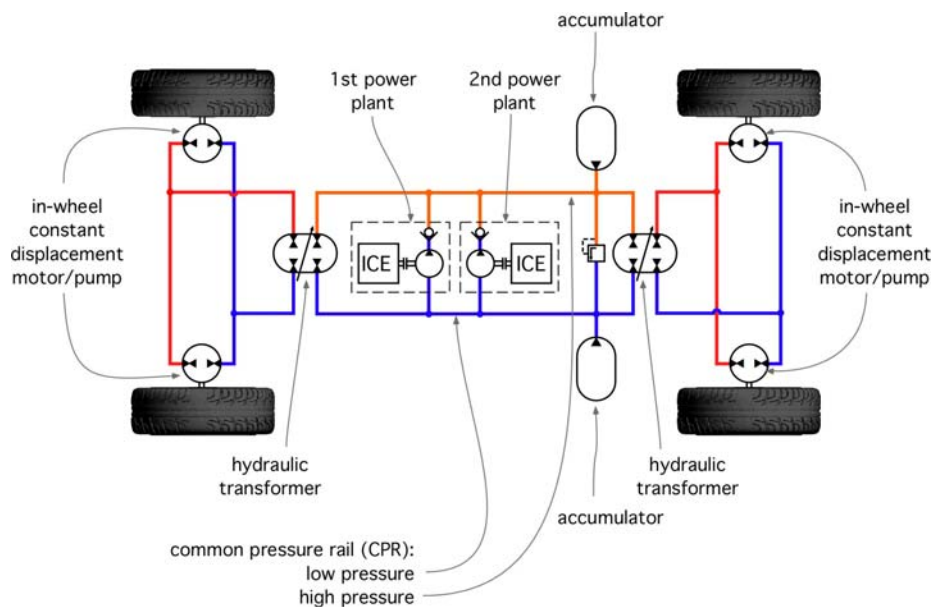 accumulator
1st power
plant
2nd power
plant
in-wheel
constant
displacement
motor/pump
in-wheel
constant
displacement
motor/pump
ICE
ICE
hydraulic
transformer
hydraulic
transformer
accumulator
common pressure rail (CPR):
low pressure
high pressure